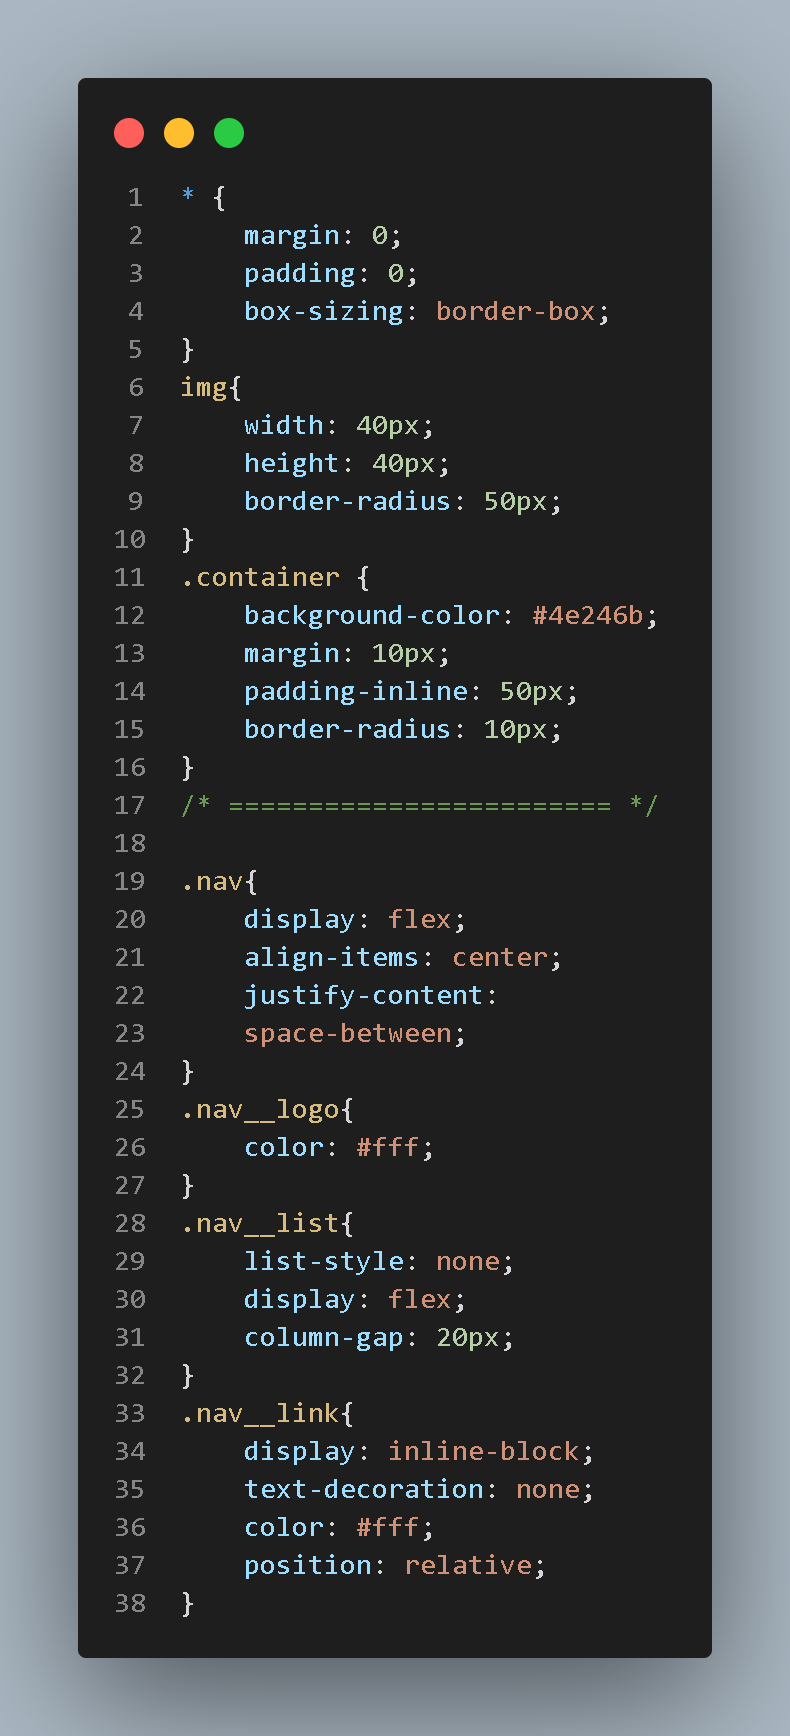 1 * {
2     margin: 0;
3     padding: 0;
4     box-sizing: border-box;
5 }
6 img{
7     width: 40px;
8     height: 40px;
9     border-radius: 50px;
10 }
11 .container {
12     background-color: #4e246b;
13     margin: 10px;
14     padding-inline: 50px;
15     border-radius: 10px;
16 }
17 /* ======================== */
18
19 .nav{
20     display: flex;
21     align-items: center;
22     justify-content:
23     space-between;
24 }
25 .nav__logo{
26     color: #fff;
27 }
28 .nav__list{
29     list-style: none;
30     display: flex;
31     column-gap: 20px;
32 }
33 .nav__link{
34     display: inline-block;
35     text-decoration: none;
36     color: #fff;
37     position: relative;
38 }